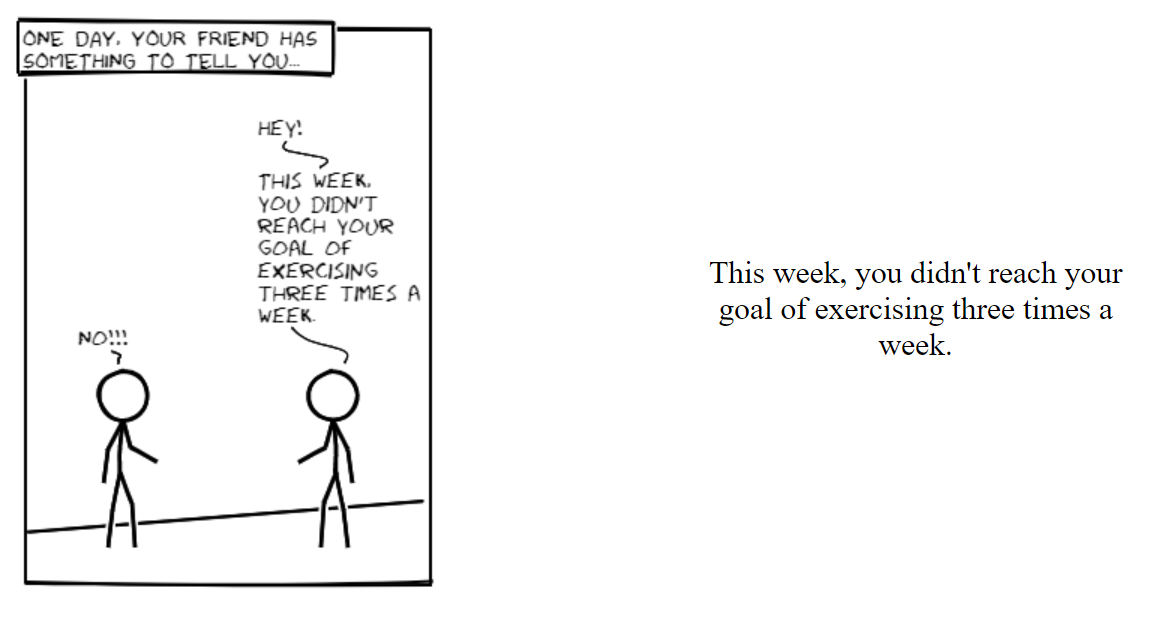 ONE DAY, YOUR FRIEND HAS
SOMETHING TO TELL YOU...
HEY!
THIS WEEK,
YOU DIDN'T
REACH YOUR
GOAL OF
EXERCISING
THREE TIMES A
WEEK.
NO!!!
This week, you didn't reach your
goal of exercising three times a
week.